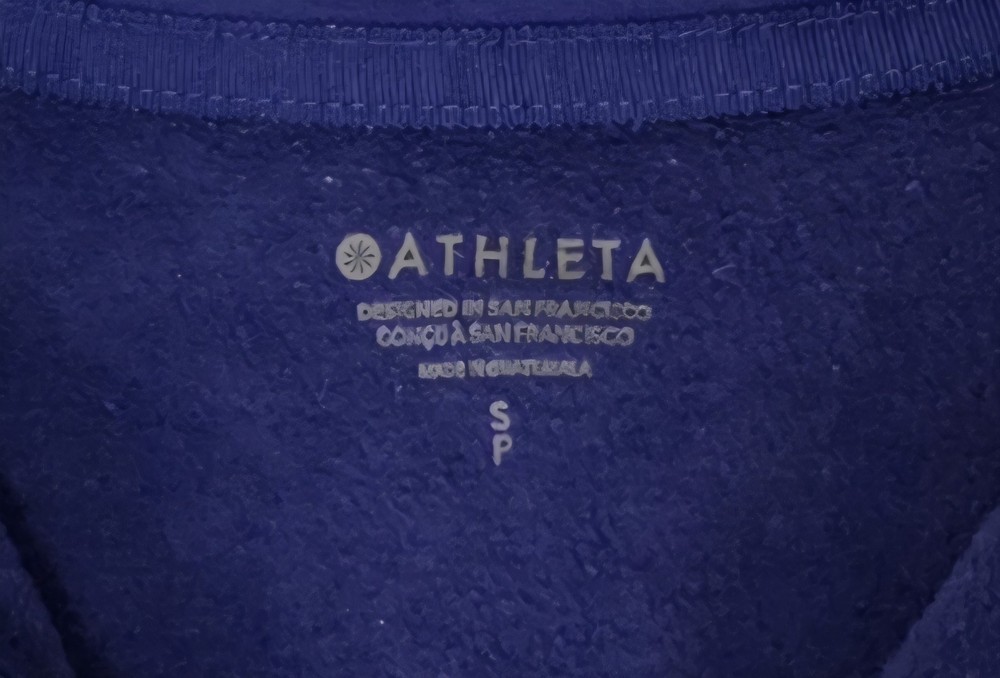 ATHLETA
DESIGNED IN SAN FRANCISCO
CONÇU À SAN FRANCISCO
MADE IN GUATEMALA
S
P